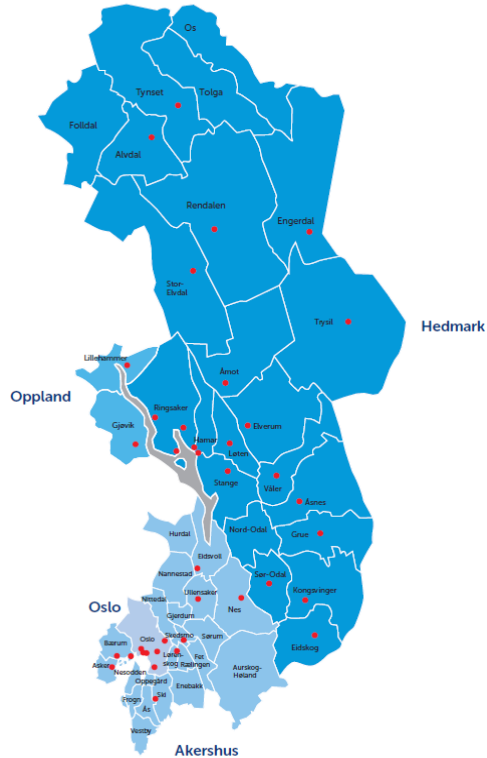 Os
Tynset
Tolga
Folldal
Alvdal
Rendalen
Engerdal
Stor-
Elvdal
Trysil
Hedmark
Lillehammer
Åmot
Oppland
Ringsaker
Gjøvik
Elverum
Hamar
Løten
Stange
Våler
Åsnes
Nord-Odal
Grue
Hurdal
Eidsvoll
Nannestad
Sør-Odal
Ullensaker
Kongsvinger
Nittedal
Nes
Oslo
Gjerdrum
Skedsmo
Sørum
Oslo
Bærum
Eidskog
Løren-
skog
Fet
Rælingen
Asker
Nesodden
Aurskog-
Høland
Oppegård
Enebakk
Ski
Frogn
Ås
Vestby
Akershus